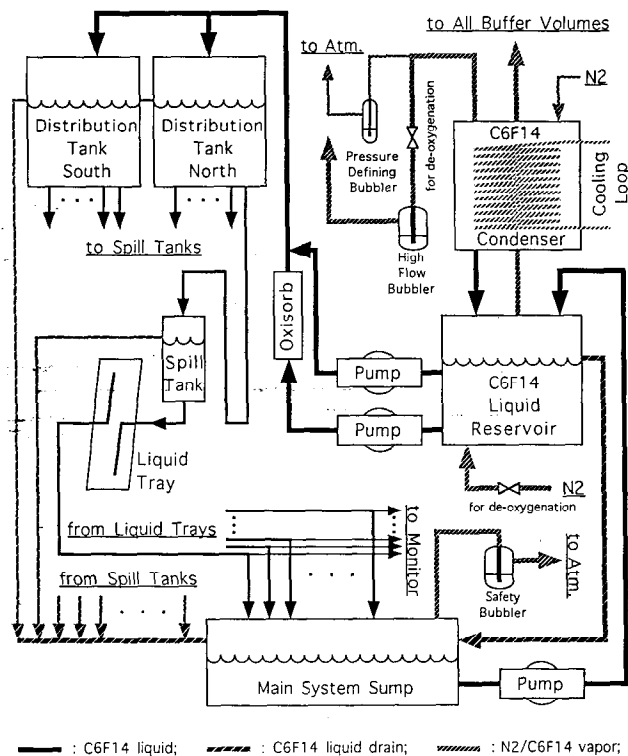 to All Buffer Volumes
to Atm.
N2
Distribution
Tank
South
Distribution
Tank
North
for de-oxygenation
Pressure
Defining
Bubbler
C6F14
Condenser
Cooling
Loop
to Spill Tanks
High
Flow
Bubbler
Oxisorb
Spill
Tank
Pump
C6F14
Liquid
Reservoir
Pump
Liquid
Tray
N2
for de-oxygenation
from Liquid Trays
to Monitor
to Atm.
from Spill Tanks
Safety
Bubbler
Main System Sump
Pump
: C6F14 liquid; : C6F14 liquid drain; : N2/C6F14 vapor;